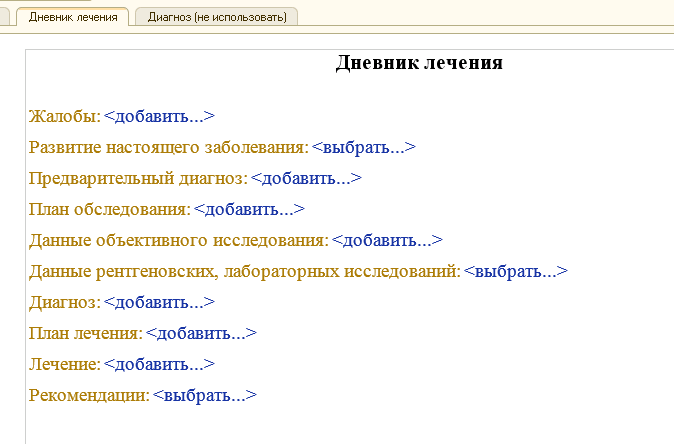 Дневник лечения Диагноз (не использовать)
Дневник лечения
Жалобы: <добавить...>
Развитие настоящего заболевания: <выбрать...>
Предварительный диагноз: <добавить...>
План обследования: <добавить...>
Данные объективного исследования: <добавить...>
Данные рентгеновских, лабораторных исследований: <выбрать...>
Диагноз: <добавить...>
План лечения: <добавить...>
Лечение: <добавить...>
Рекомендации: <выбрать...>